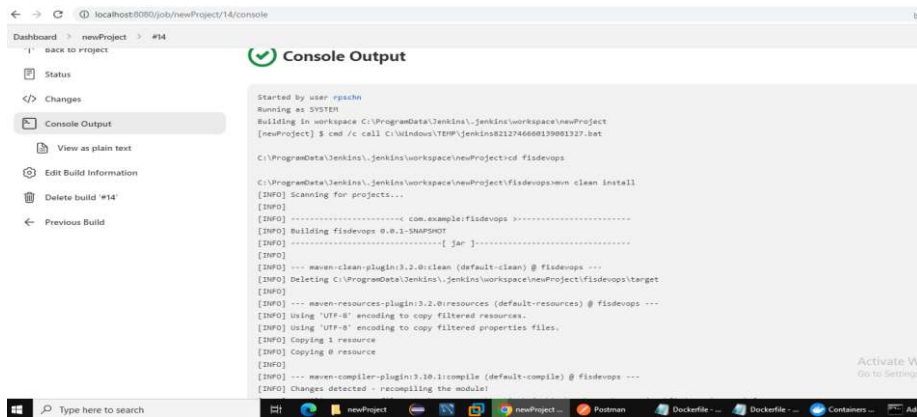 localhost:8080/job/newProject/14/console
Dashboard > newProject > #14
Back to Project
Status
Changes
Console Output
View as plain text
Edit Build Information
Delete build '#14'
Previous Build
Console Output
Started by user rpschn
Running as SYSTEM
Building in workspace C:\ProgramData\Jenkins\.jenkins\workspace\newProject
[newProject] $ cmd /c call C:\Windows\TEMP\jenkins8212746660139081327.bat
C:\ProgramData\Jenkins\.jenkins\workspace\newProject>cd fisdevops
C:\ProgramData\Jenkins\.jenkins\workspace\newProject\fisdevops>mvn clean install
[INFO] Scanning for projects...
[INFO]
[INFO] ----------------------< com.example:fisdevops >-----------------------
[INFO] Building fisdevops 0.0.1-SNAPSHOT
[INFO] --------------------------------[ jar ]---------------------------------
[INFO]
[INFO] --- maven-clean-plugin:3.2.0:clean (default-clean) @ fisdevops ---
[INFO] Deleting C:\ProgramData\Jenkins\.jenkins\workspace\newProject\fisdevops\target
[INFO]
[INFO] --- maven-resources-plugin:3.2.0:resources (default-resources) @ fisdevops ---
[INFO] Using 'UTF-8' encoding to copy filtered resources.
[INFO] Using 'UTF-8' encoding to copy filtered properties files.
[INFO] Copying 1 resource
[INFO] Copying 0 resource
[INFO]
[INFO] --- maven-compiler-plugin:3.10.1:compile (default-compile) @ fisdevops ---
[INFO] Changes detected - recompiling the module!
Activate W
Go to Setting
Type here to search
newProject
newProject ...
Postman
Dockerfile - ...
Dockerfile - ...
Containers ...